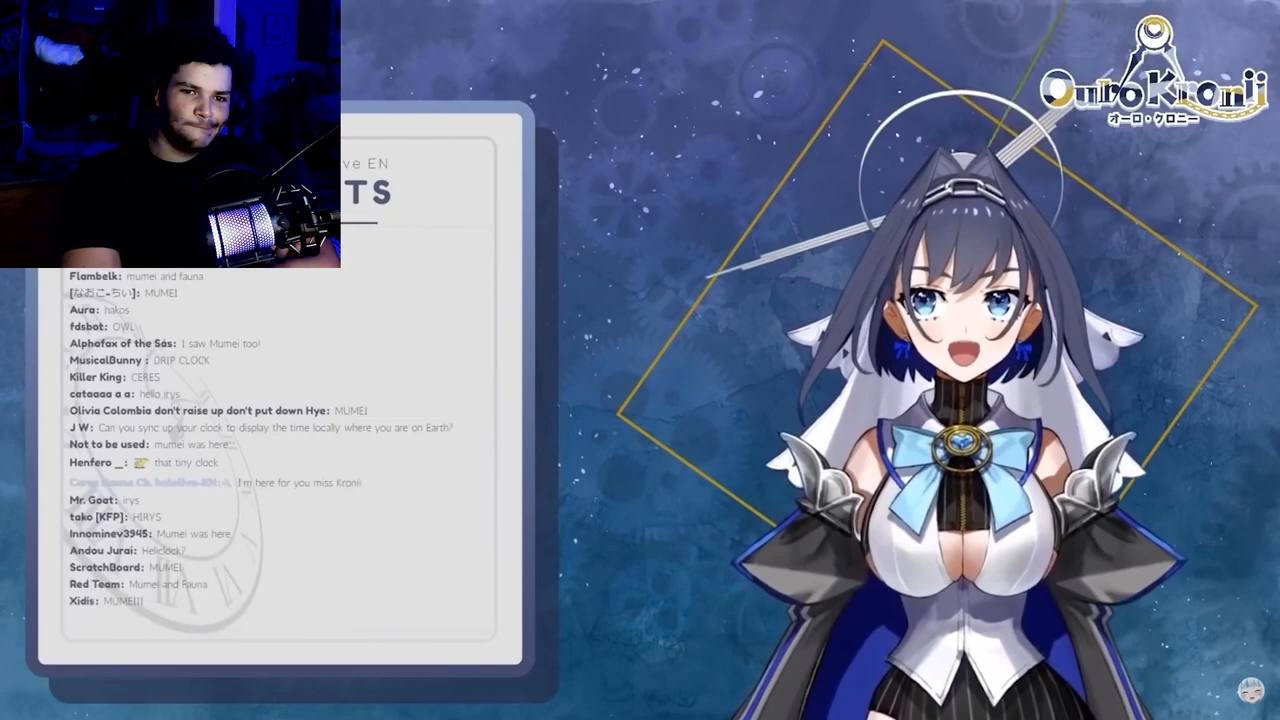 Ouro Kronii
オーロ・クロニー
ve EN
TS
Flambelk: mumei and fauna
[なおこ-ちい]: MUMEI
Aura: hakos
fdsbot: OWL
Alphafax of the Sás: I saw Mumei too!
MusicalBunny : DRIP CLOCK
Killer King: CERES
cataaaa a a: hello irys
Olivia Colombia don't raise up don't put down Hye: MUMEI
J W: Can you sync up your clock to display the time locally where you are on Earth?
Not to be used: mumei was here...
Henfero _: that tiny clock
I'm here for you miss Kronii
Mr. Goat: irys
tako [KFP]: HIRYS
Innominev3945: Mumei was here
Andou Jurai: Heliclock?
ScratchBoard: MUMEI
Red Team: Mumei and Fauna
Xidis: MUMEI!!